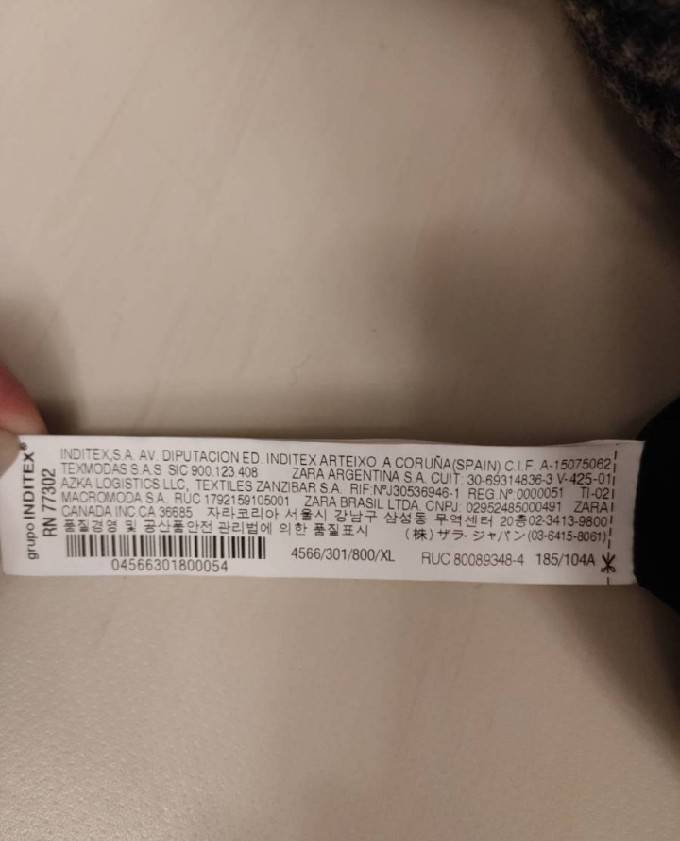 grupo INDITEX
RN 77302
INDITEX,S.A. AV. DIPUTACION ED. INDITEX ARTEIXO A CORUÑA(SPAIN) C.I.F. A-15075062
TEXMODAS S.A.S SIC 900.123.408 ZARA ARGENTINA S.A. CUIT: 30-69314836-3 V-425-01
AZKA LOGISTICS LLC, TEXTILES ZANZIBAR S.A. RIF:NºJ30536946-1 REG.Nº 0000051 TI-02
MACROMODA S.A. RUC 1792159105001 ZARA BRASIL LTDA. CNPJ: 02952485000491 ZARA
CANADA INC.CA 36685 자라코리아 서울시 강남구 삼성동 무역센터 20층02-3413-9800
품질경영 및 공산품안전 관리법에 의한 품질표시 (株) ザラ・ジャパン (03-6415-8061)
04566301800054
4566/301/800/XL RUC 80089348-4 185/104A